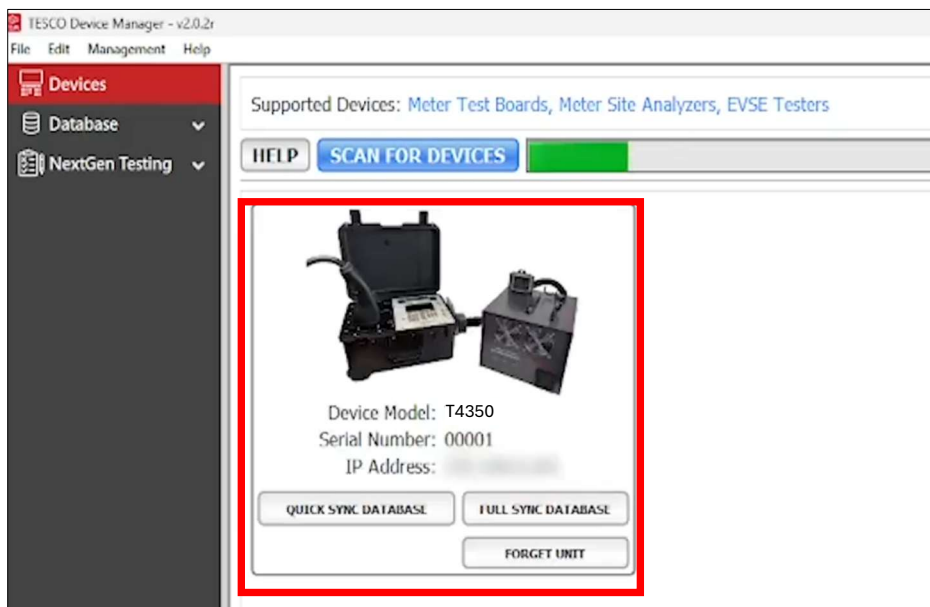 TESCO Device Manager - v2.0.2r
File Edit Management Help
Devices
Database
NextGen Testing
Supported Devices: Meter Test Boards, Meter Site Analyzers, EVSE Testers
HELP SCAN FOR DEVICES
Device Model: T4350
Serial Number: 00001
IP Address:
QUICK SYNC DATABASE FULL SYNC DATABASE
FORGET UNIT